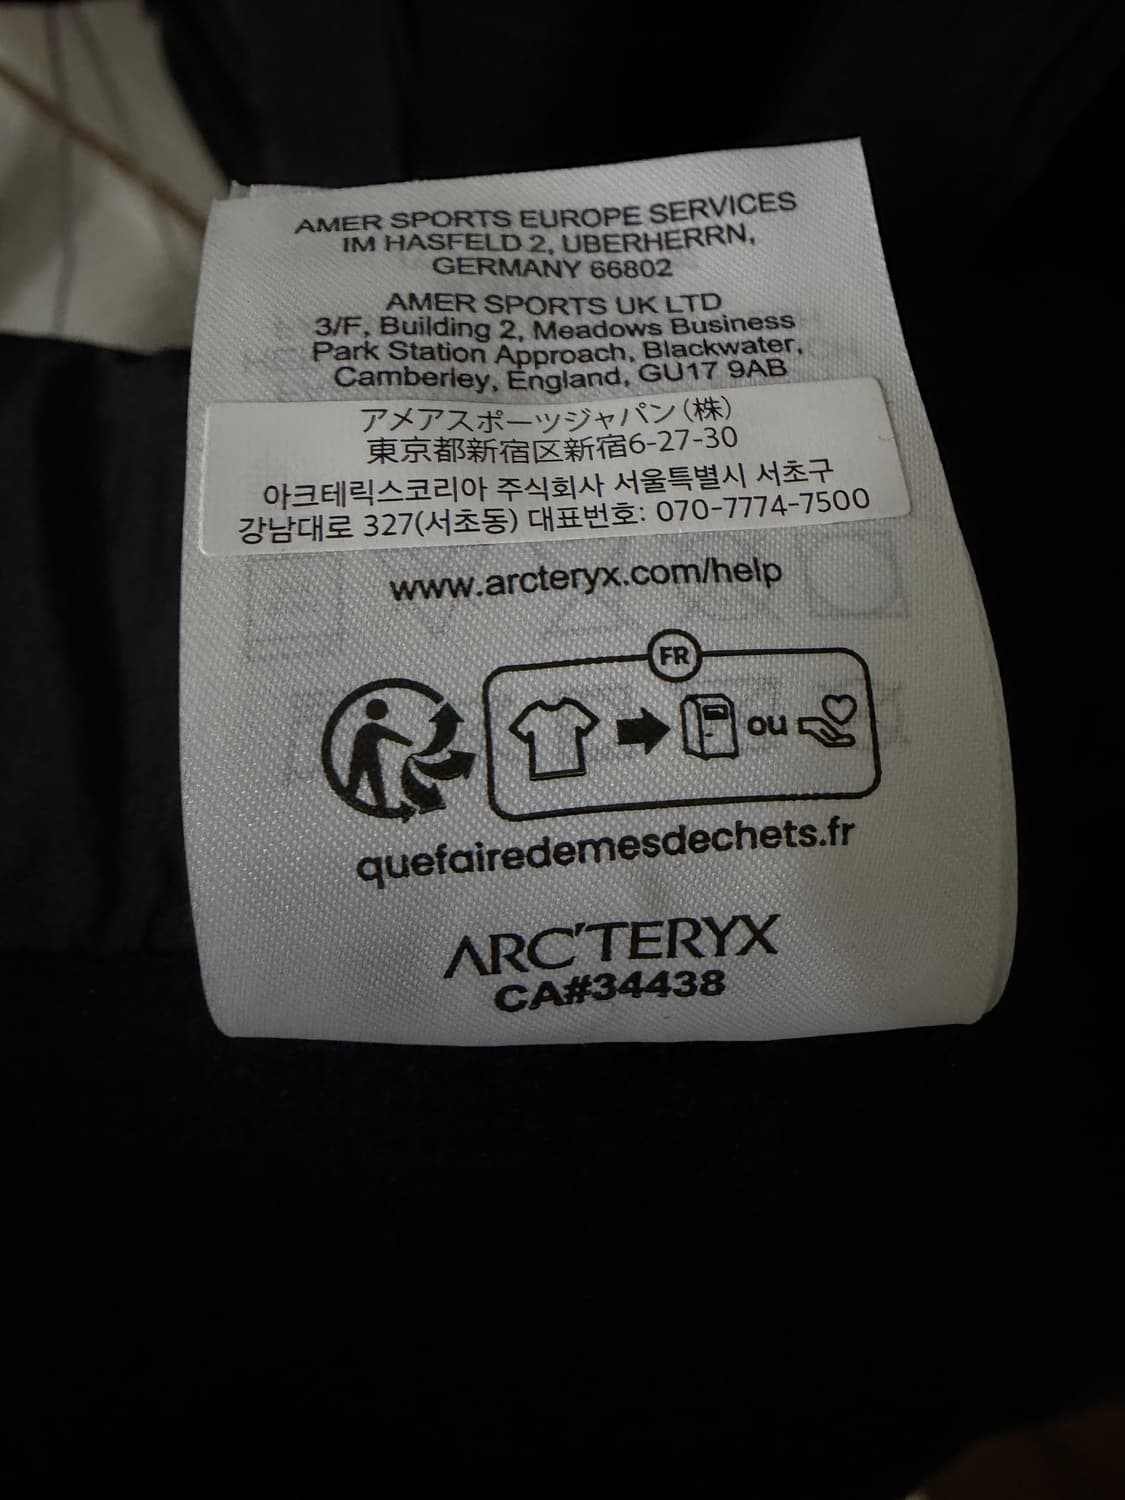 AMER SPORTS EUROPE SERVICES
IM HASFELD 2, UBERHERRN,
GERMANY 66802
AMER SPORTS UK LTD
3/F, Building 2, Meadows Business
Park Station Approach, Blackwater,
Camberley, England, GU17 9AB
アメアスポーツジャパン(株)
東京都新宿区新宿6-27-30
아크테릭스코리아 주식회사 서울특별시 서초구
강남대로 327(서초동) 대표번호: 070-7774-7500
www.arcteryx.com/help
FR
ou
quefairedemesdechets.fr
ARC'TERYX
CA#34438